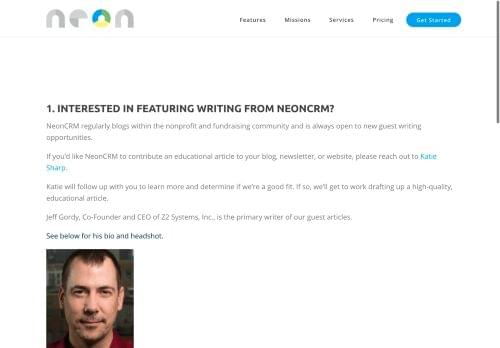 neon
Features Missions Services Pricing Get Started
1. INTERESTED IN FEATURING WRITING FROM NEONCRM?
NeonCRM regularly blogs within the nonprofit and fundraising community and is always open to new guest writing
opportunities.
If you'd like NeonCRM to contribute an educational article to your blog, newsletter, or website, please reach out to Katie
Sharp.
Katie will follow up with you to learn more and determine if we're a good fit. If so, we'll get to work drafting up a high-quality,
educational article.
Jeff Gordy, Co-Founder and CEO of Z2 Systems, Inc., is the primary writer of our guest articles.
See below for his bio and headshot.